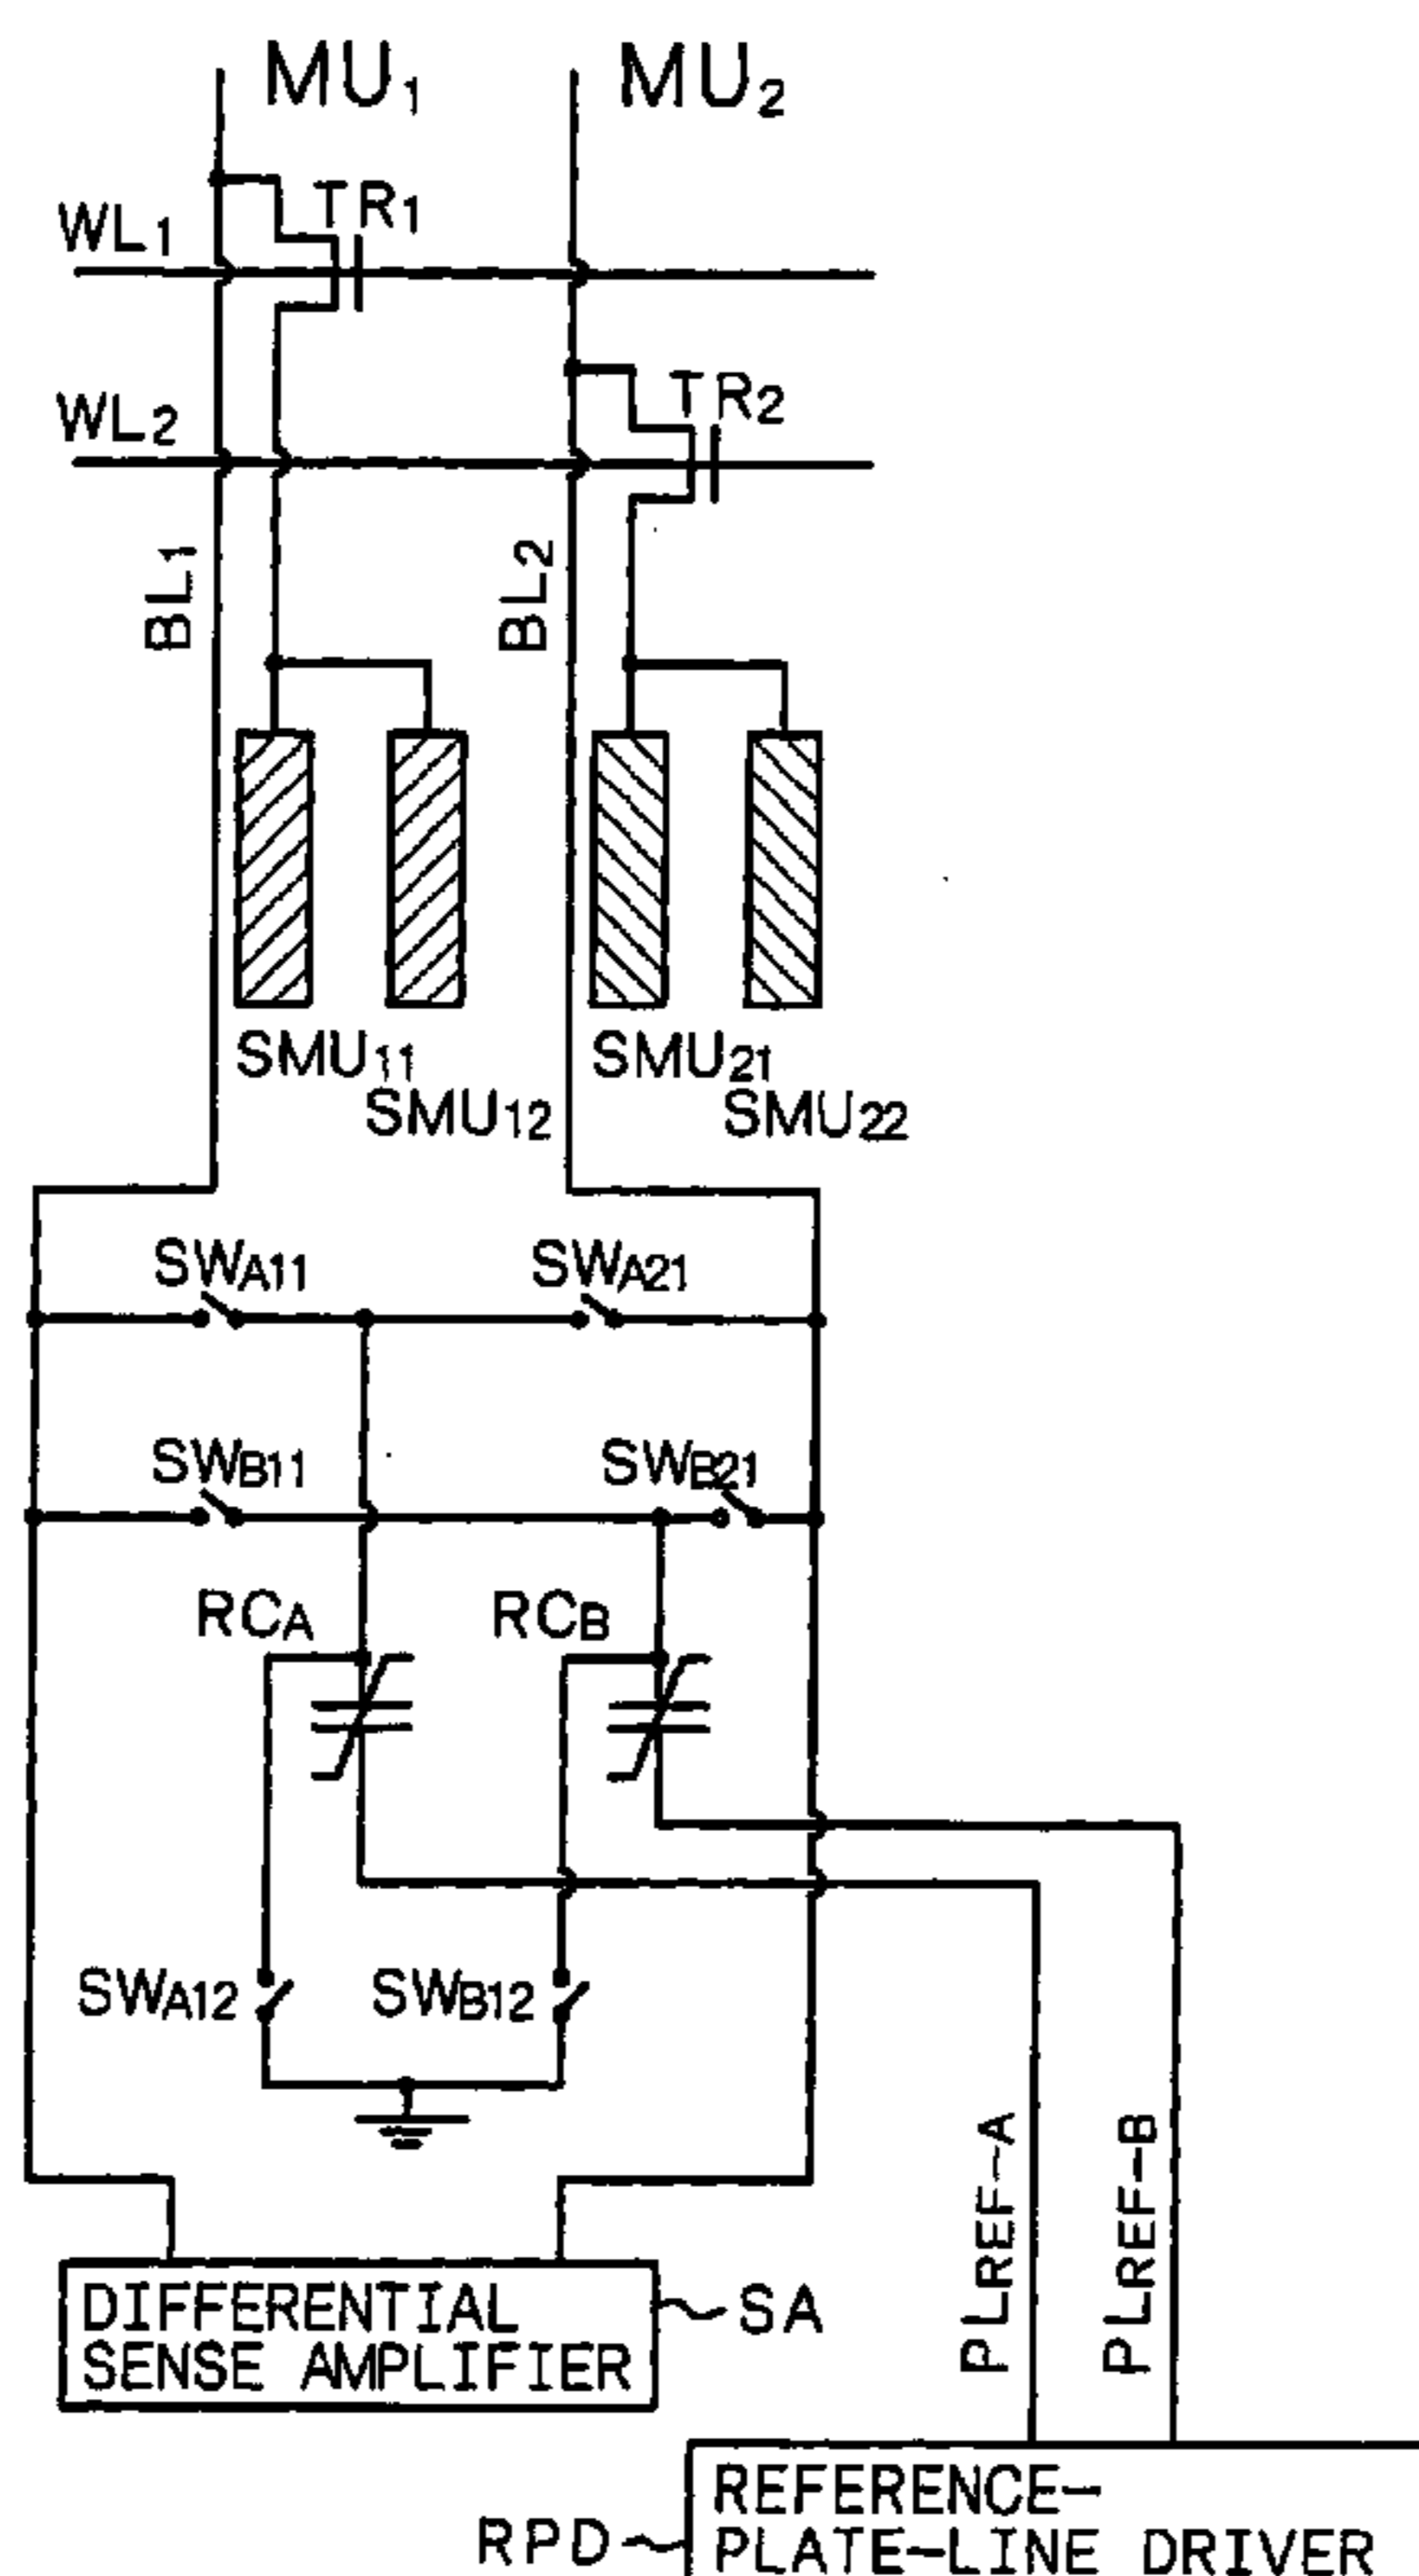 MU1 MU2
TR1
WL1
TR2
WL2
BL1
BL2
SMU11 SMU21
SMU12 SMU22
SWA11 SWA21
SWB11 SWB21
RCA RCB
SWA12 SWB12
PLREF-A
PLREF-B
DIFFERENTIAL
SENSE AMPLIFIER
SA
REFERENCE-
PLATE-LINE DRIVER
RPD